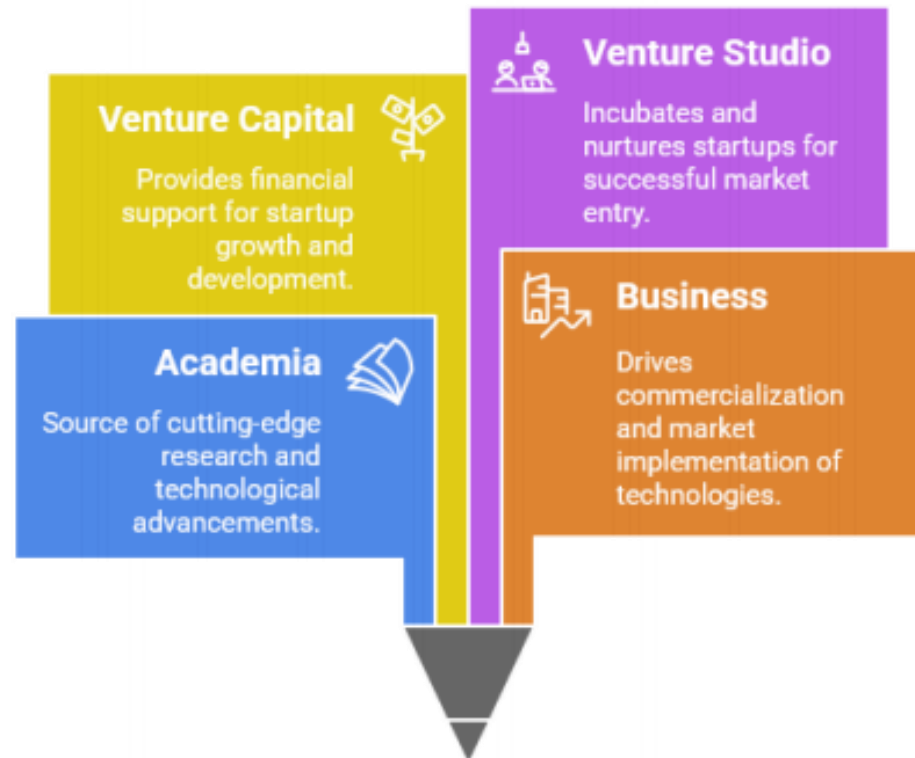 Venture Capital
Provides financial
support for startup
growth and
development.
Venture Studio
Incubates and
nurtures startups for
successful market
entry.
Academia
Source of cutting-edge
research and
technological
advancements.
Business
Drives
commercialization
and market
implementation of
technologies.